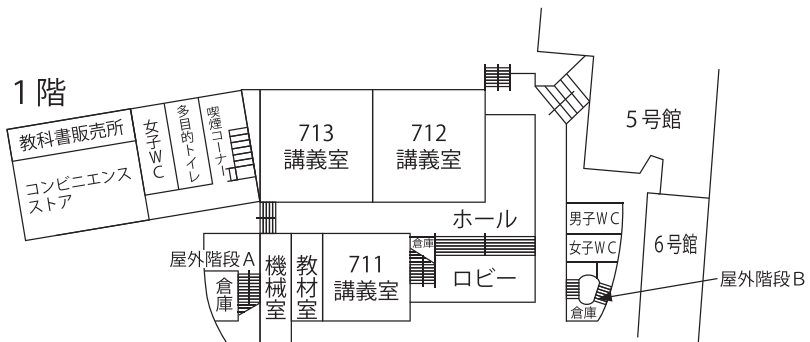 1階
教科書販売所
コンビニエンス
ストア
女子WC
多目的トイレ
喫煙コーナー
713
講義室
712
講義室
5号館
ホール
ロビー
倉庫
男子WC
女子WC
6号館
屋外階段A
倉庫
機械室
教材室
711
講義室
屋外階段B
倉庫